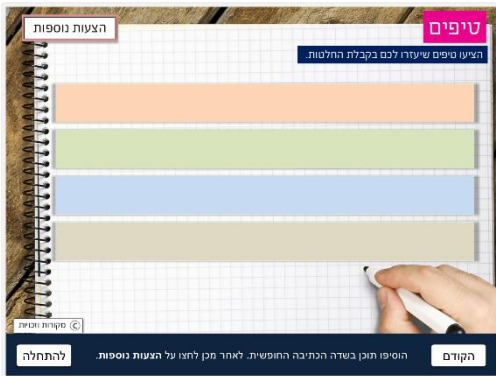 טיפים
הצעות נוספות
הציעו טיפים שיעזרו לכם בקבלת החלטות.
מקורות וזכויות
הקודם
הוסיפו תוכן בשדה הכתיבה החופשית. לאחר מכן לחצו על הצעות נוספות.
להתחלה